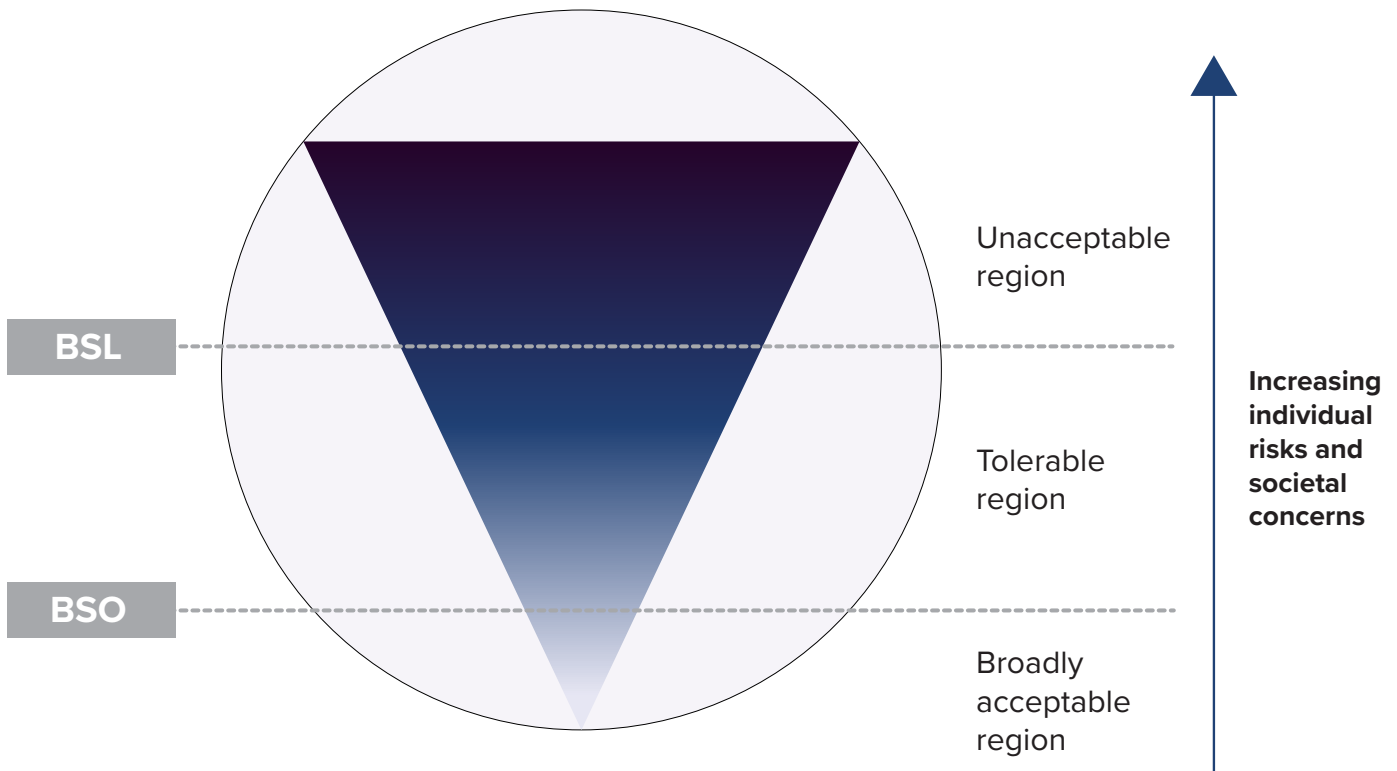 Unacceptable
region
BSL
Increasing
individual
risks and
societal
concerns
Tolerable
region
BSO
Broadly
acceptable
region